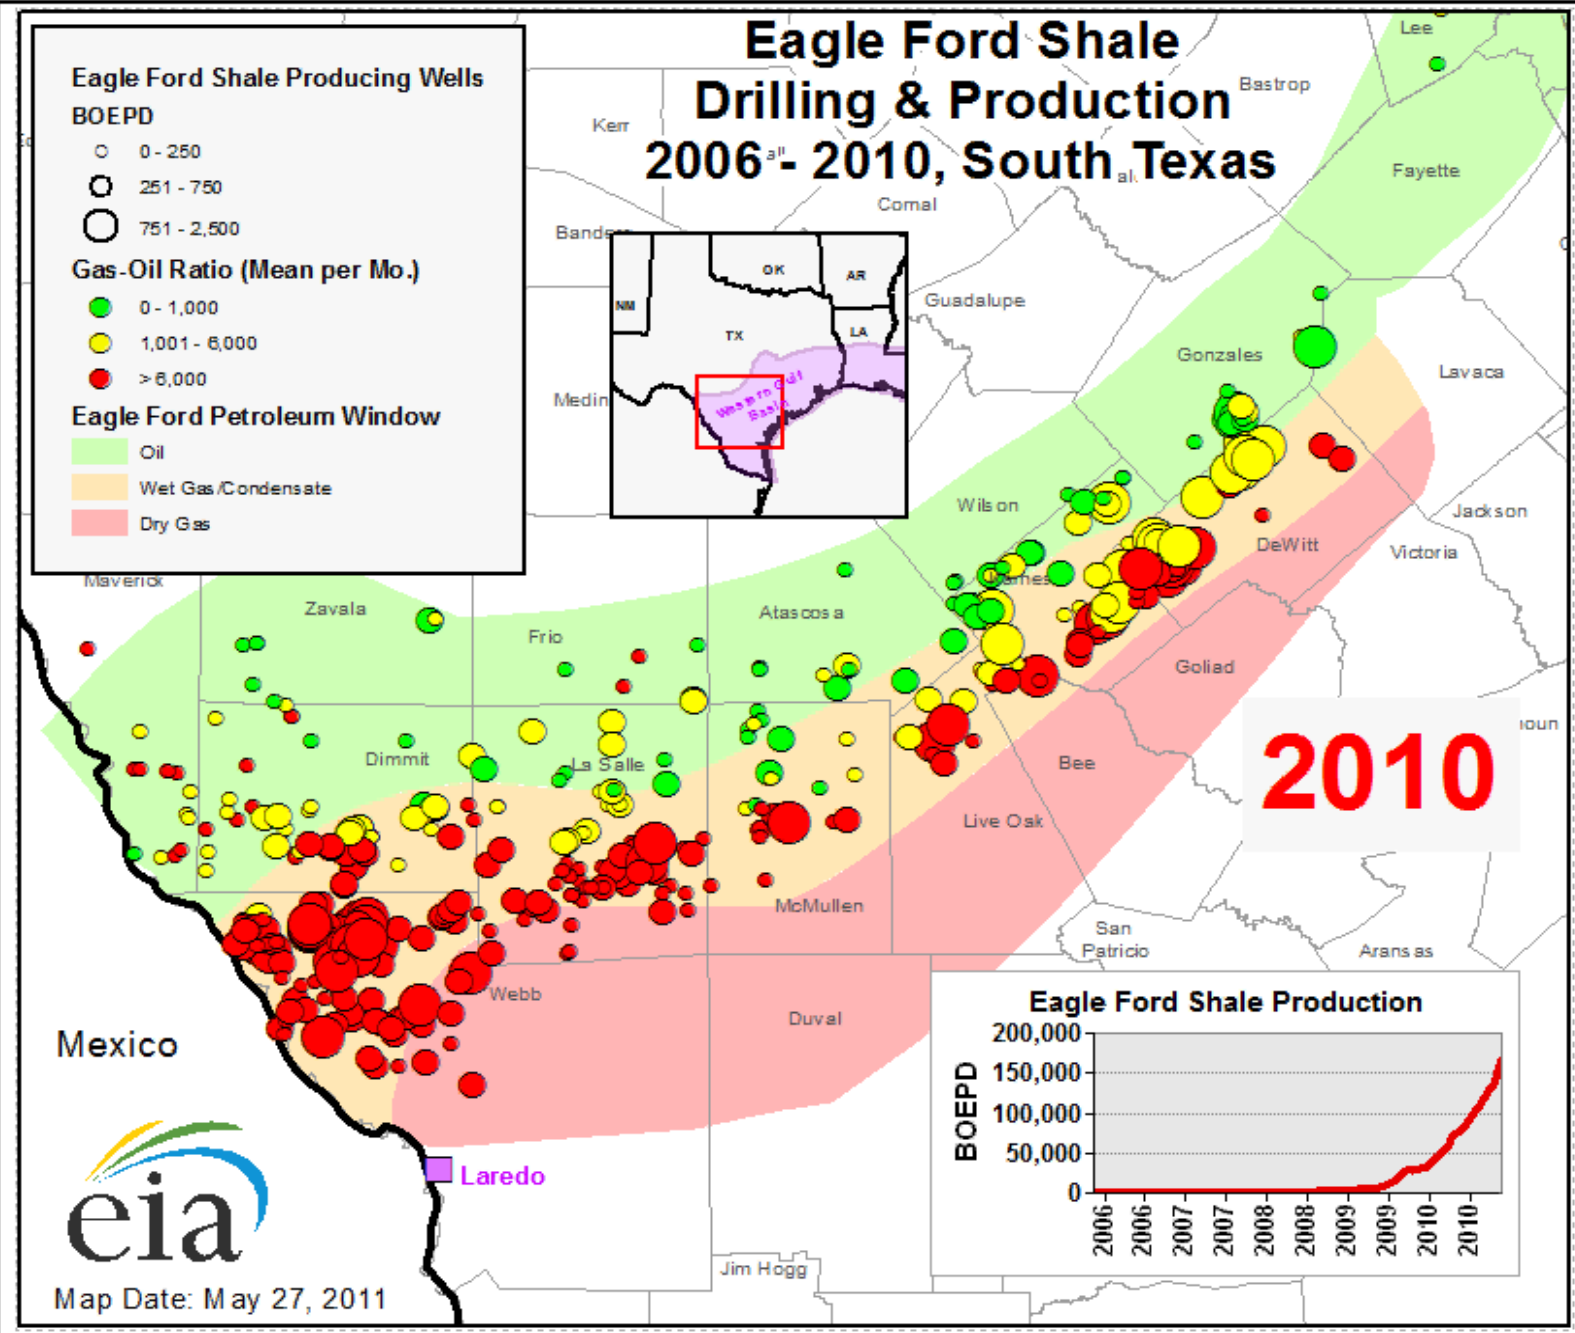 Eagle Ford Shale
Drilling & Production
2006 - 2010, South Texas
Eagle Ford Shale Producing Wells
BOEPD
0 - 250
251 - 750
751 - 2,500
Gas-Oil Ratio (Mean per Mo.)
0 - 1,000
1,001 - 6,000
> 6,000
Eagle Ford Petroleum Window
Oil
Wet Gas/Condensate
Dry Gas
Lee
Bastrop
Kerr
Fayette
Comal
Guadalupe
OK
AR
NM
TX
LA
Western Gulf
Basin
Gonzales
Lavaca
Wilson
Jackson
DeWitt
Victoria
Maverick
Zavala
Frio
Atascosa
Karnes
Goliad
Dimmit
La Salle
Bee
2010
Live Oak
McMullen
San
Patricio
Aransas
Webb
Duval
Mexico
Laredo
Jim Hogg
eia
Map Date: May 27, 2011
Eagle Ford Shale Production
BOEPD
200,000
150,000
100,000
50,000
0
2006
2006
2007
2007
2008
2008
2009
2009
2010
2010